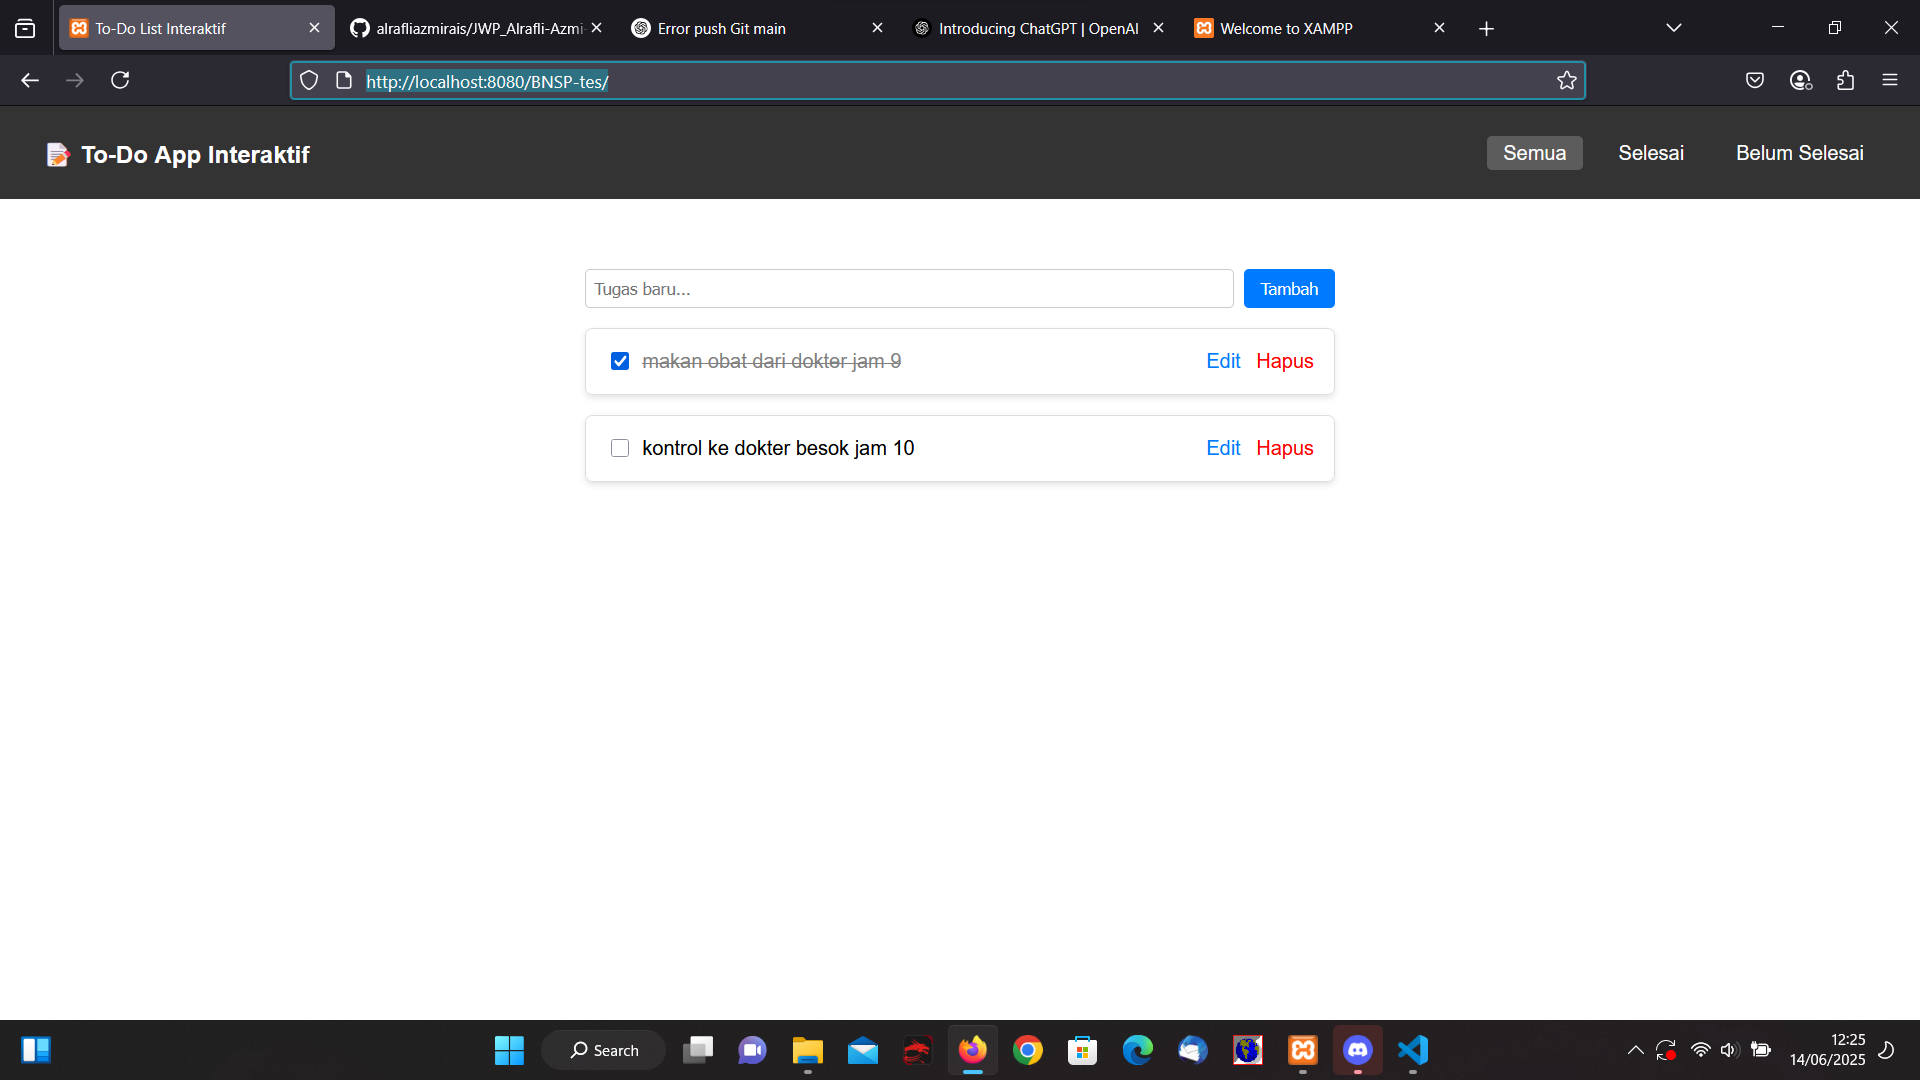 To-Do List Interaktif
alrafliazmirais/JWP_Alrafli-Azmi-
Error push Git main
Introducing ChatGPT | OpenAI
Welcome to XAMPP
http://localhost:8080/BNSP-tes/
To-Do App Interaktif
Semua
Selesai
Belum Selesai
Tugas baru...
Tambah
makan obat dari dokter jam 9
Edit
Hapus
kontrol ke dokter besok jam 10
Edit
Hapus
Search
12:25
14/06/2025